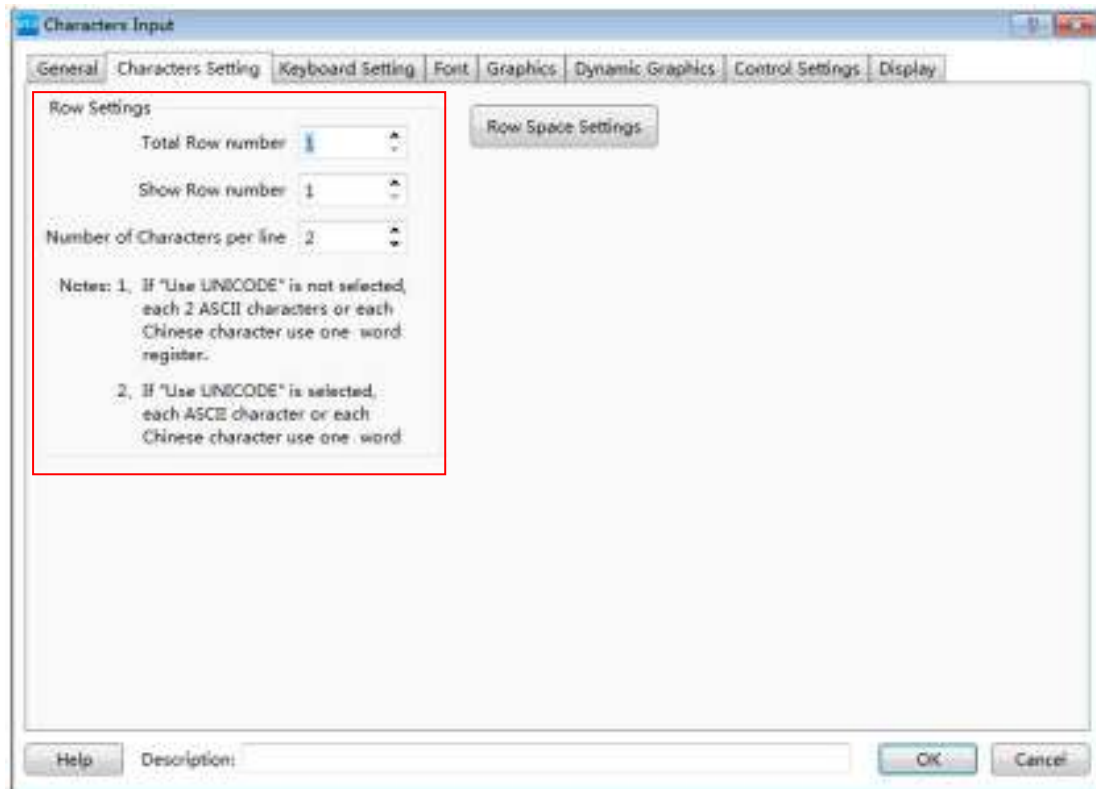 Characters Input
General Characters Setting Keyboard Setting Font Graphics Dynamic Graphics Control Settings Display
Row Settings
Row Space Settings
Total Row number 1
Show Row number 1
Number of Characters per line 2
Notes: 1、If "Use UNICODE" is not selected,
each 2 ASCII characters or each
Chinese character use one word
register.
2、If "Use UNICODE" is selected,
each ASCII character or each
Chinese character use one word
Help Description: OK Cancel